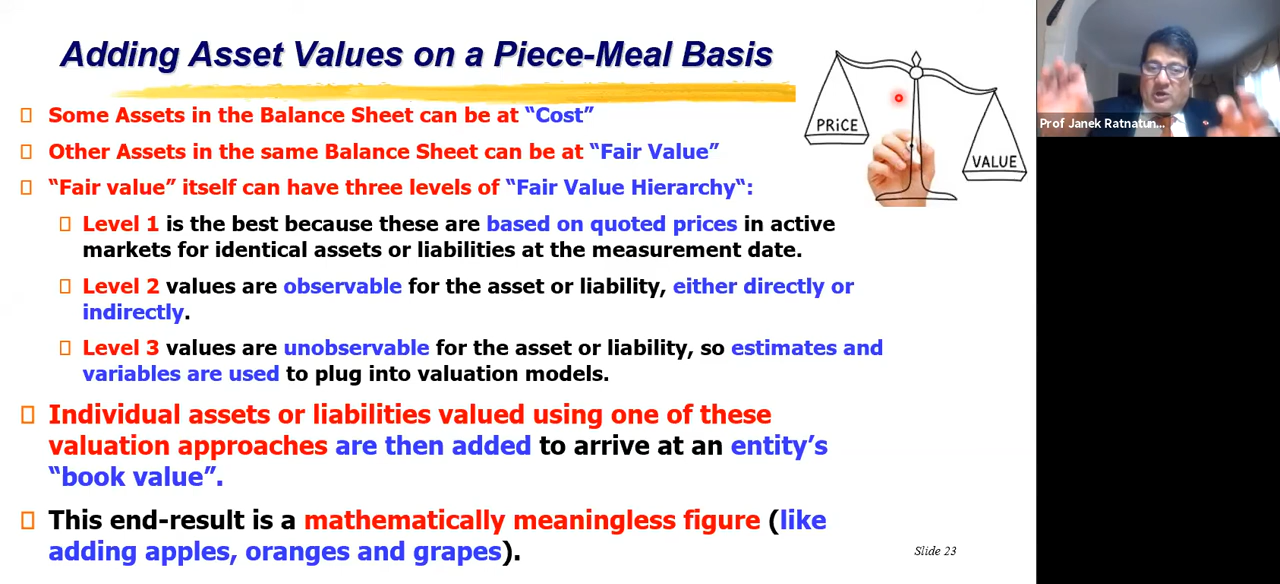 Adding Asset Values on a Piece-Meal Basis
Some Assets in the Balance Sheet can be at “Cost”
Other Assets in the same Balance Sheet can be at “Fair Value”
“Fair value” itself can have three levels of “Fair Value Hierarchy“:
Level 1 is the best because these are based on quoted prices in active
markets for identical assets or liabilities at the measurement date.
Level 2 values are observable for the asset or liability, either directly or
indirectly.
Level 3 values are unobservable for the asset or liability, so estimates and
variables are used to plug into valuation models.
Individual assets or liabilities valued using one of these
valuation approaches are then added to arrive at an entity’s
“book value”.
This end-result is a mathematically meaningless figure (like
adding apples, oranges and grapes).
Slide 23
PRiCE
VALUE
Prof Janek Ratnatun...